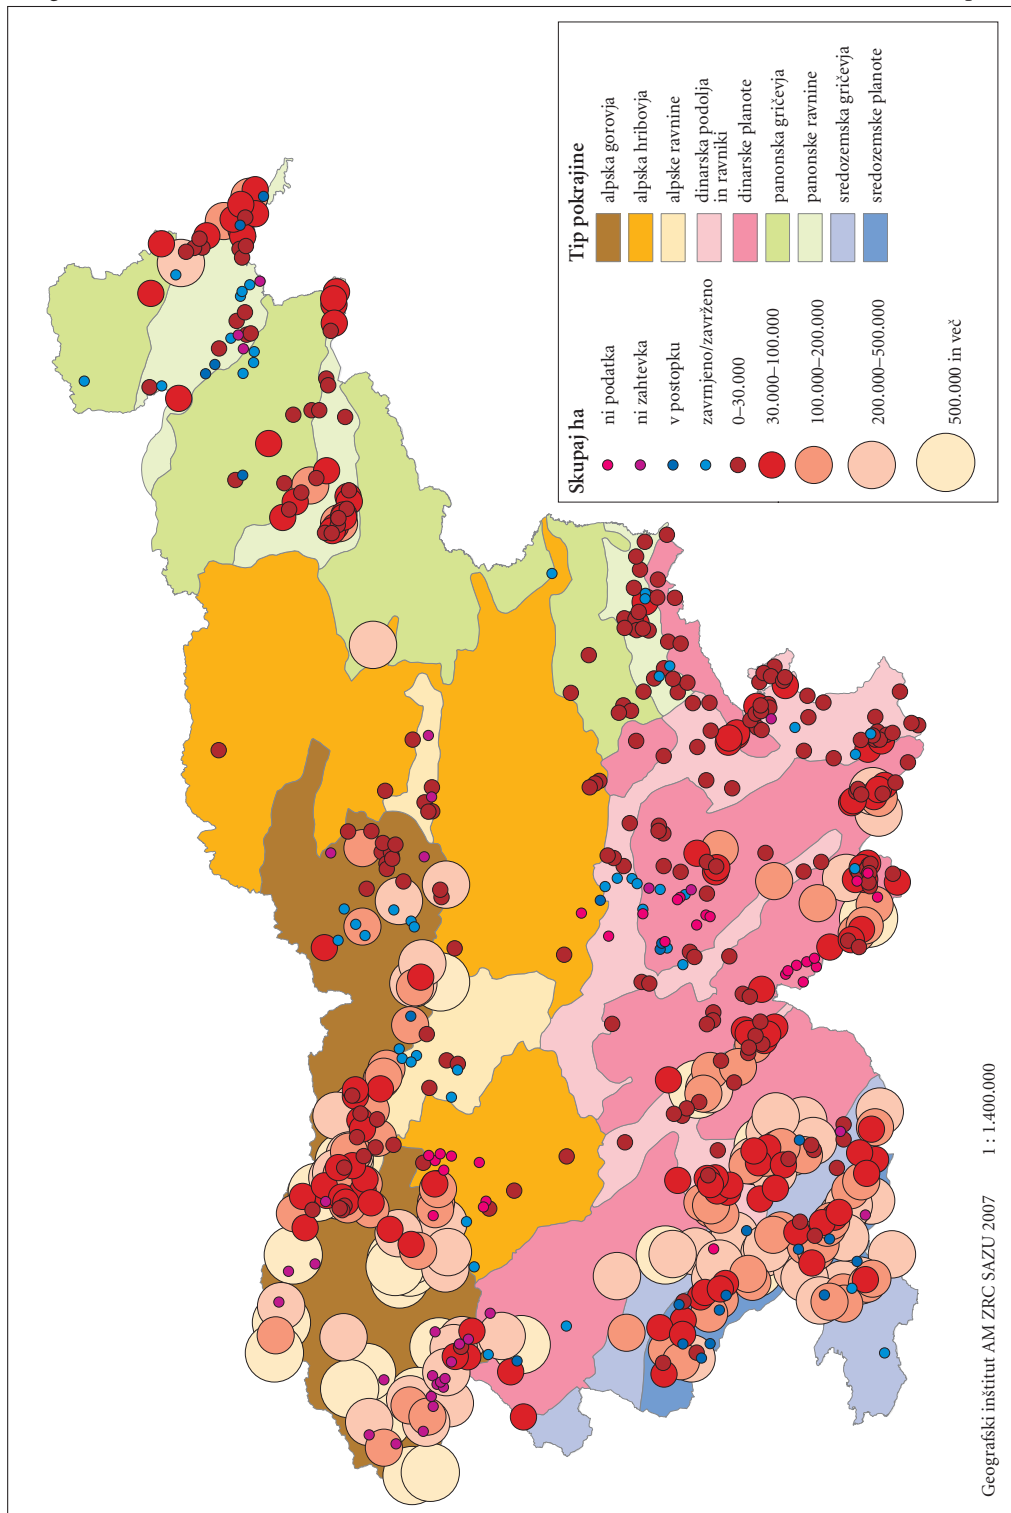 Tip pokrajine
alpska gorovja
alpska hribovja
alpske ravnine
dinarska podolja
in ravniki
dinarske planote
panonska gričevja
panonske ravnine
sredozemska gričevja
sredozemske planote
Skupaj ha
ni podatka
ni zahtevka
v postopku
zavrnjeno/zavrženo
0–30.000
30.000–100.000
100.000–200.000
200.000–500.000
500.000 in več
Geografski inštitut AM ZRC SAZU 2007 1 : 1.400.000